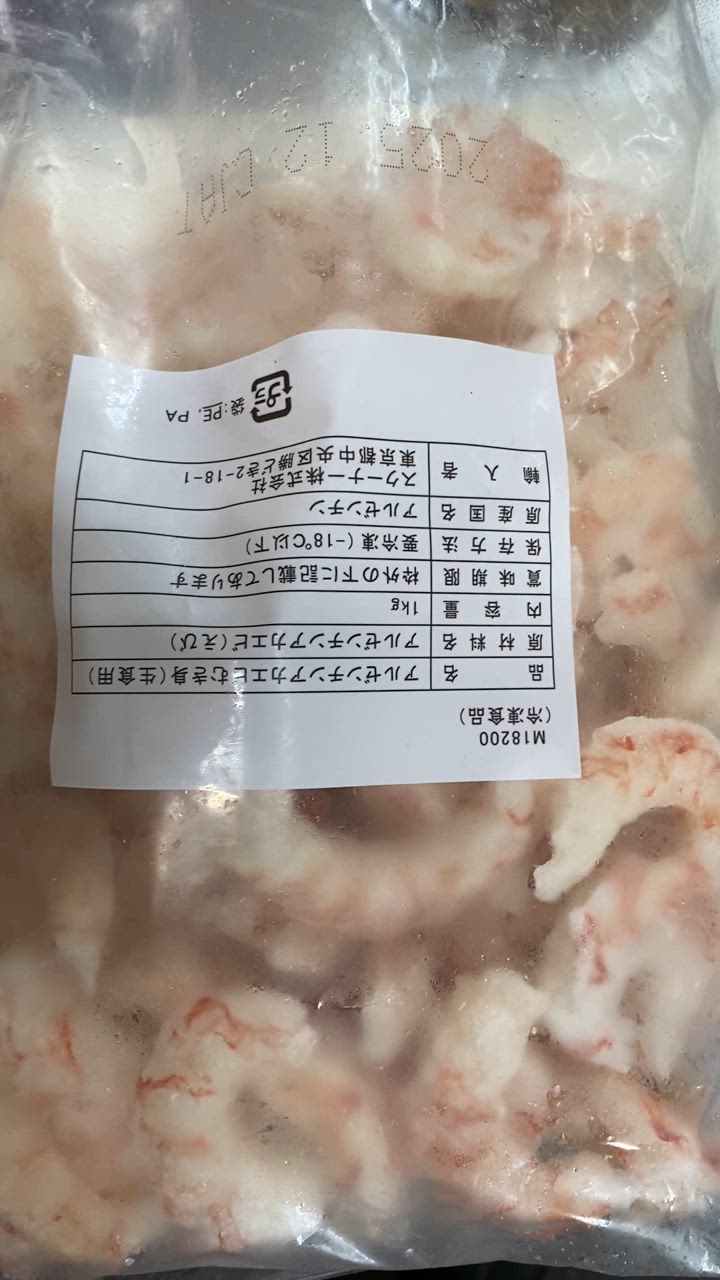 M18200
(冷凍食品)
品名 アルゼンチンアカエビむき身(生食用)
原材料名 アルゼンチンアカエビ(えび)
内容量 1kg
賞味期限 枠外の下に記載してあります
保存方法 要冷凍(-18℃以下)
原産国名 アルゼンチン
輸入者 スクーナー株式会社
東京都中央区勝どき2-18-1
プラ 袋:PE, PA
2025.12